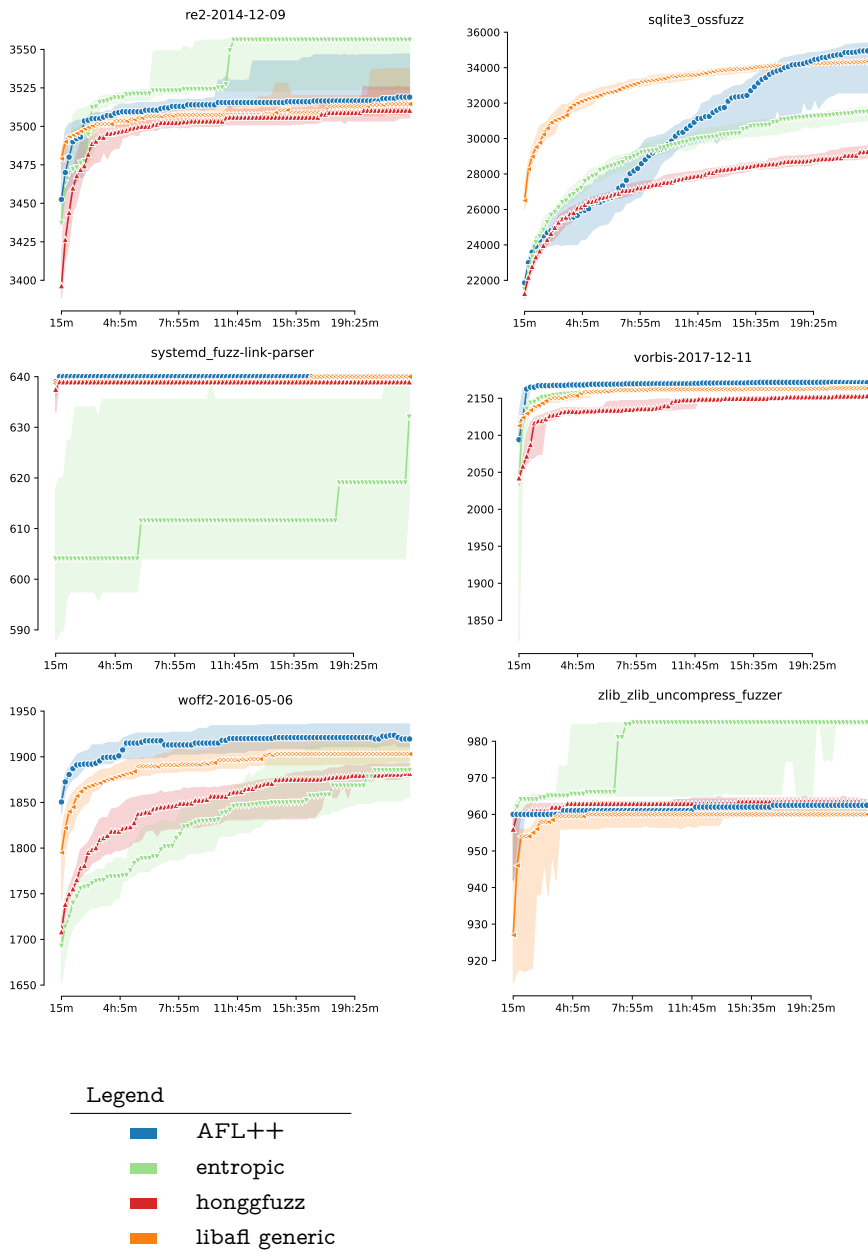 re2-2014-12-09
3550
3525
3500
3475
3450
3425
3400
15m 4h:5m 7h:55m 11h:45m 15h:35m 19h:25m
sqlite3_ossfuzz
36000
34000
32000
30000
28000
26000
24000
22000
15m 4h:5m 7h:55m 11h:45m 15h:35m 19h:25m
systemd_fuzz-link-parser
640
630
620
610
600
590
15m 4h:5m 7h:55m 11h:45m 15h:35m 19h:25m
vorbis-2017-12-11
2150
2100
2050
2000
1950
1900
1850
15m 4h:5m 7h:55m 11h:45m 15h:35m 19h:25m
woff2-2016-05-06
1950
1900
1850
1800
1750
1700
1650
15m 4h:5m 7h:55m 11h:45m 15h:35m 19h:25m
zlib_zlib_uncompress_fuzzer
980
970
960
950
940
930
920
15m 4h:5m 7h:55m 11h:45m 15h:35m 19h:25m
Legend
AFL++
entropic
honggfuzz
libafl generic